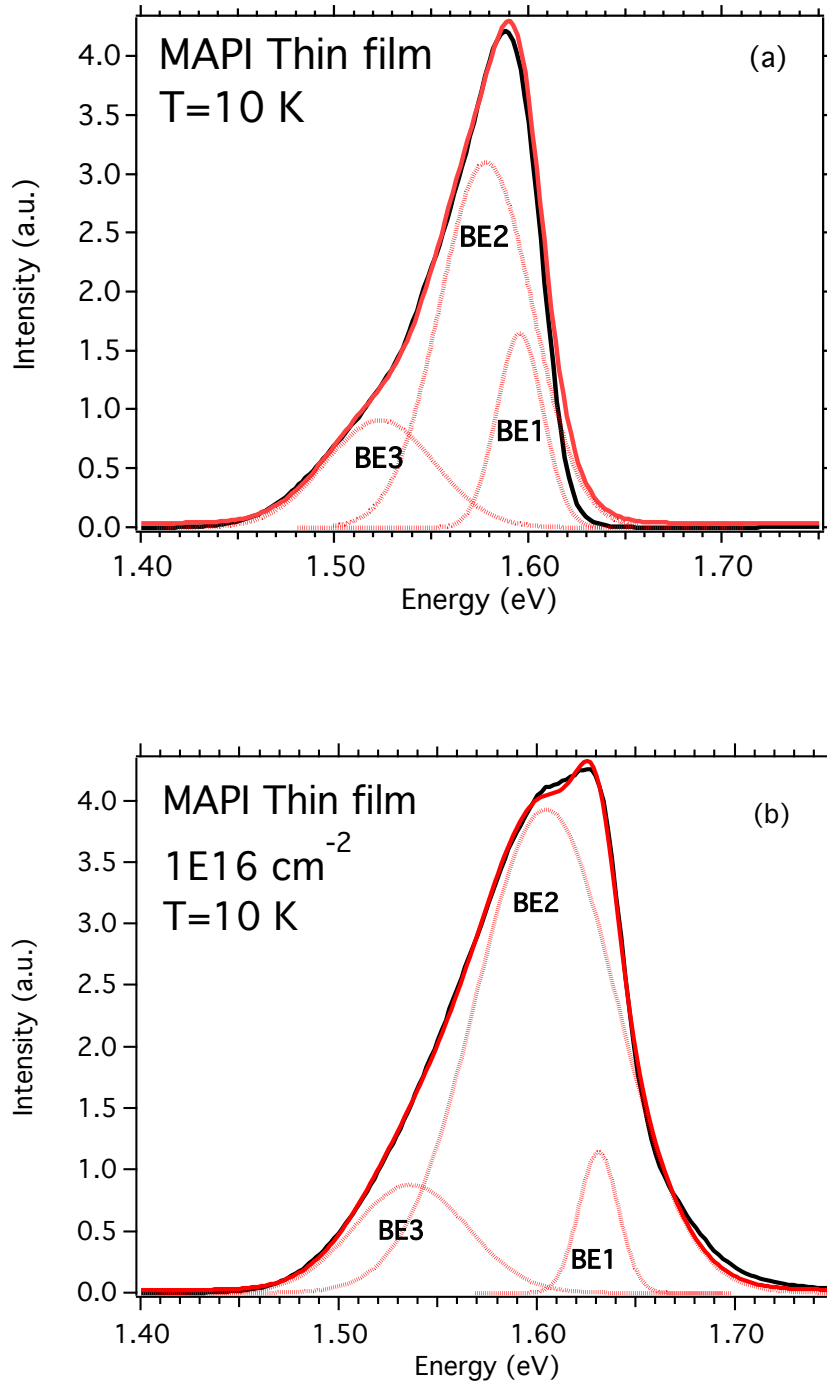 MAPI Thin film
(a)
T=10 K
4.0
3.5
3.0
2.5
2.0
1.5
1.0
0.5
0.0
Intensity (a.u.)
BE2
BE1
BE3
1.40 1.50 1.60 1.70
Energy (eV)
MAPI Thin film
(b)
1E16 cm⁻²
T=10 K
4.0
3.5
3.0
2.5
2.0
1.5
1.0
0.5
0.0
Intensity (a.u.)
BE2
BE3
BE1
1.40 1.50 1.60 1.70
Energy (eV)